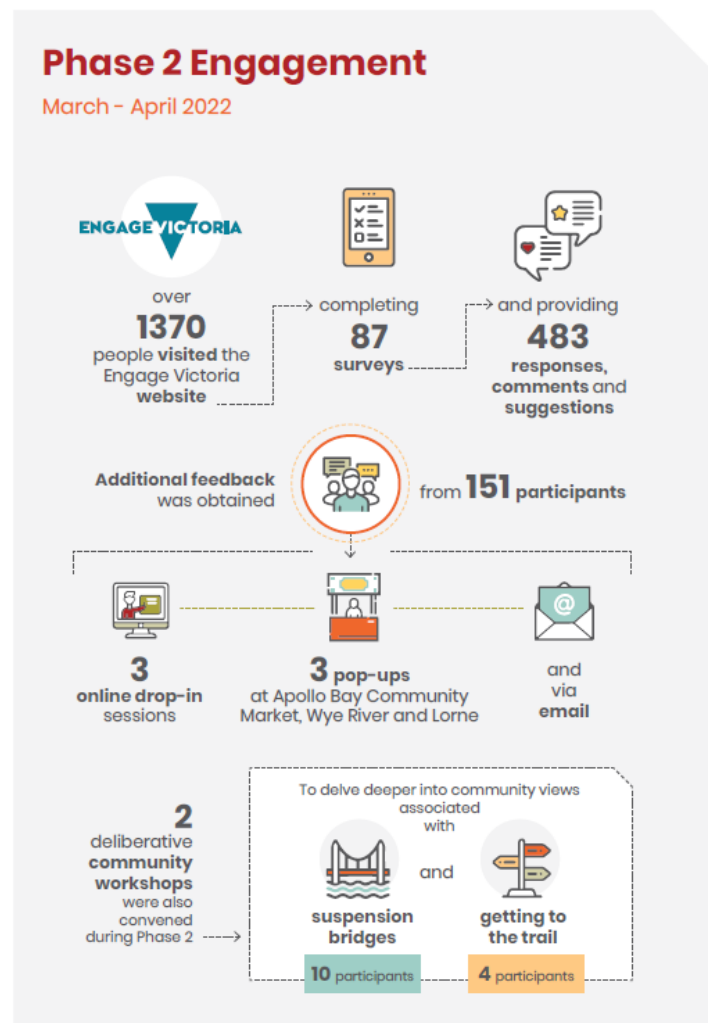 Phase 2 Engagement
March - April 2022
ENGAGE VICTORIA
over
1370
people visited the
Engage Victoria
website
completing
87
surveys
and providing
483
responses,
comments and
suggestions
Additional feedback
was obtained
from 151 participants
@
3
online drop-in
sessions
3 pop-ups
at Apollo Bay Community
Market, Wye River and Lorne
and
via
email
2
deliberative
community
workshops
were also
convened
during Phase 2
To delve deeper into community views
associated
with
suspension
bridges
10 participants
and
getting to
the trail
4 participants